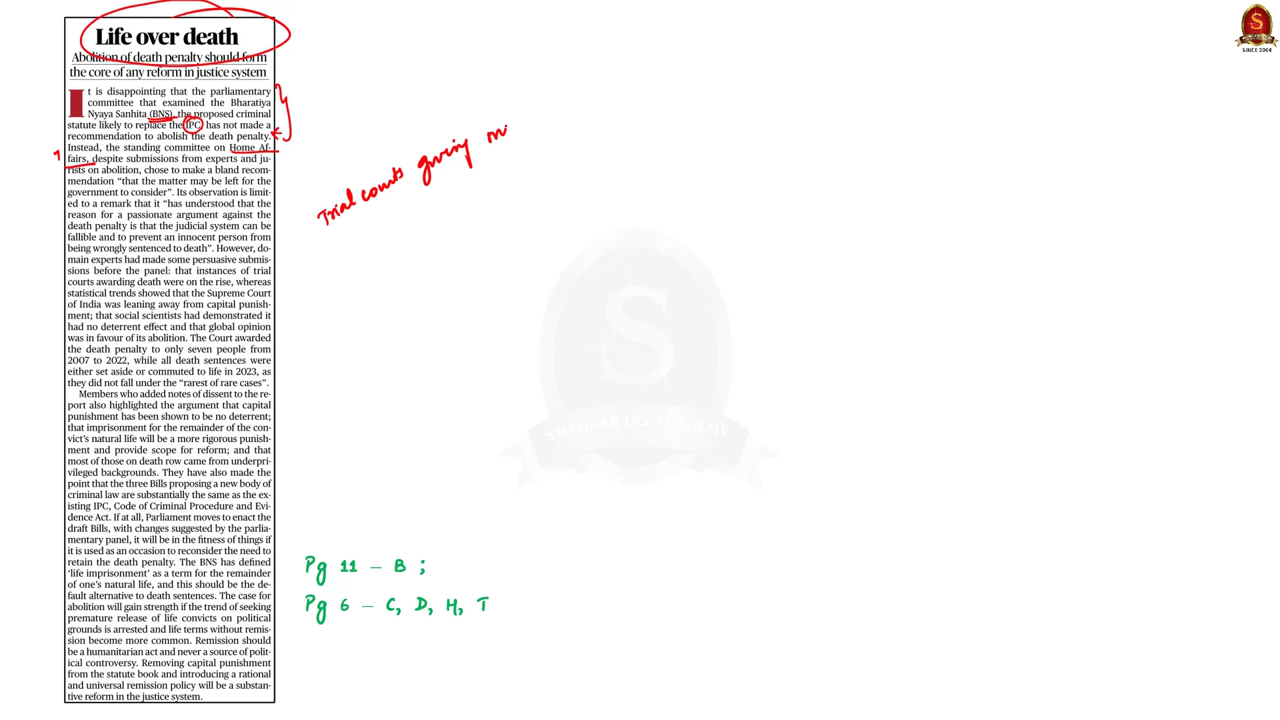 Life over death
Abolition of death penalty should form
the core of any reform in justice system
It is disappointing that the parliamentary
committee that examined the Bharatiya
Nyaya Sanhita (BNS), the proposed criminal
statute likely to replace the IPC, has not made a
recommendation to abolish the death penalty.
Instead, the standing committee on Home Af-
fairs, despite submissions from experts and ju-
rists on abolition, chose to make a bland recom-
mendation “that the matter may be left for the
government to consider”. Its observation is limit-
ed to a remark that it “has understood that the
reason for a passionate argument against the
death penalty is that the judicial system can be
fallible and to prevent an innocent person from
being wrongly sentenced to death”. However, do-
main experts had made some persuasive submis-
sions before the panel: that instances of trial
courts awarding death were on the rise, whereas
statistical trends showed that the Supreme Court
of India was leaning away from capital punish-
ment; that social scientists had demonstrated it
had no deterrent effect and that global opinion
was in favour of its abolition. The Court awarded
the death penalty to only seven people from
2007 to 2022, while all death sentences were
either set aside or commuted to life in 2023, as
they did not fall under the “rarest of rare cases”.
Members who added notes of dissent to the re-
port also highlighted the argument that capital
punishment has been shown to be no deterrent;
that imprisonment for the remainder of the con-
vict’s natural life will be a more rigorous punish-
ment and provide scope for reform; and that
most of those on death row came from underpri-
vileged backgrounds. They have also made the
point that the three Bills proposing a new body of
criminal law are substantially the same as the ex-
isting IPC, Code of Criminal Procedure and Evi-
dence Act. If at all, Parliament moves to enact the
draft Bills, with changes suggested by the parlia-
mentary panel, it will be in the fitness of things if
it is used as an occasion to reconsider the need to
retain the death penalty. The BNS has defined
‘life imprisonment’ as a term for the remainder
of one’s natural life, and this should be the de-
fault alternative to death sentences. The case for
abolition will gain strength if the trend of seeking
premature release of life convicts on political
grounds is arrested and life terms without remis-
sion become more common. Remission should
be a humanitarian act and never a source of polit-
ical controversy. Removing capital punishment
from the statute book and introducing a rational
and universal remission policy will be a substan-
tive reform in the justice system.
Trial courts giving
Pg 11 – B ;
Pg 6 – C, D, H, T
S
SHANKAR IAS ACADEMY
S
SINCE 2004